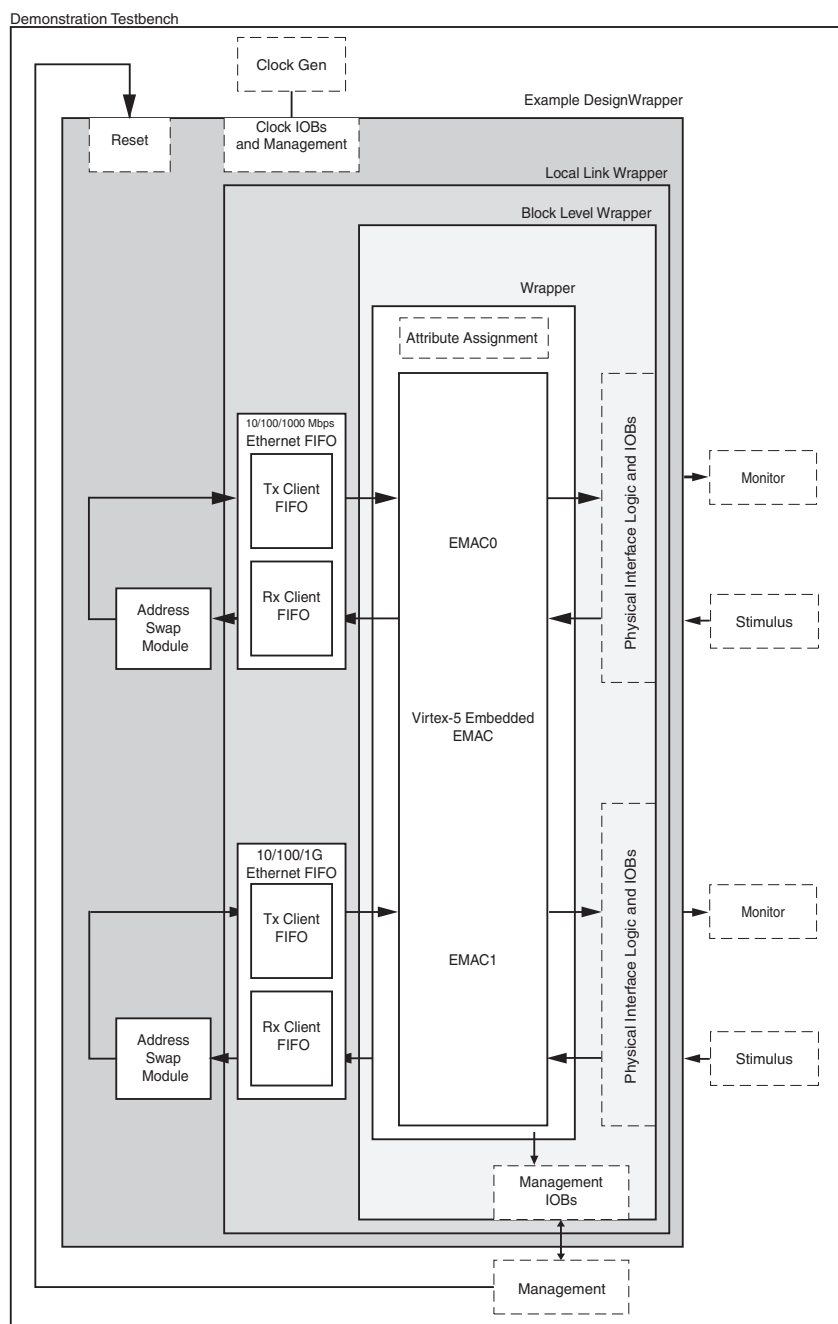 Demonstration Testbench
Clock Gen
Example DesignWrapper
Reset
Clock IOBs
and Management
Local Link Wrapper
Block Level Wrapper
Wrapper
Attribute Assignment
10/100/1000 Mbps
Ethernet FIFO
Tx Client
FIFO
Rx Client
FIFO
EMAC0
Physical Interface Logic and IOBs
Monitor
Address
Swap
Module
Stimulus
Virtex-5 Embedded
EMAC
10/100/1G
Ethernet FIFO
Tx Client
FIFO
Rx Client
FIFO
EMAC1
Physical Interface Logic and IOBs
Monitor
Address
Swap
Module
Stimulus
Management
IOBs
Management